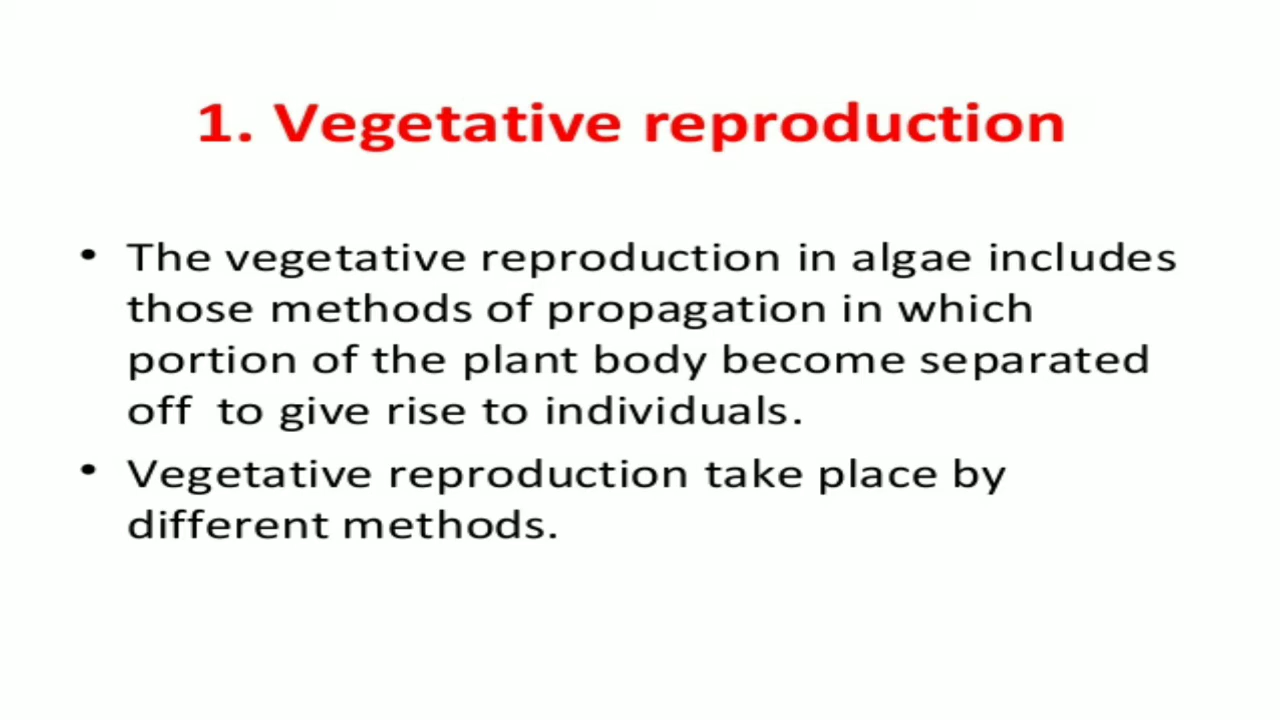 1. Vegetative reproduction
• The vegetative reproduction in algae includes
those methods of propagation in which
portion of the plant body become separated
off  to give rise to individuals.
• Vegetative reproduction take place by
different methods.